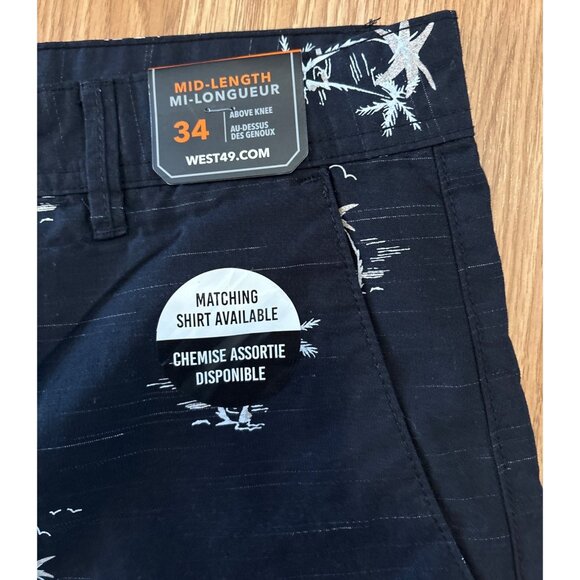 MID-LENGTH
MI-LONGUEUR
34
ABOVE KNEE
AU-DESSUS
DES GENOUX
WEST49.COM
MATCHING
SHIRT AVAILABLE
CHEMISE ASSORTIE
DISPONIBLE